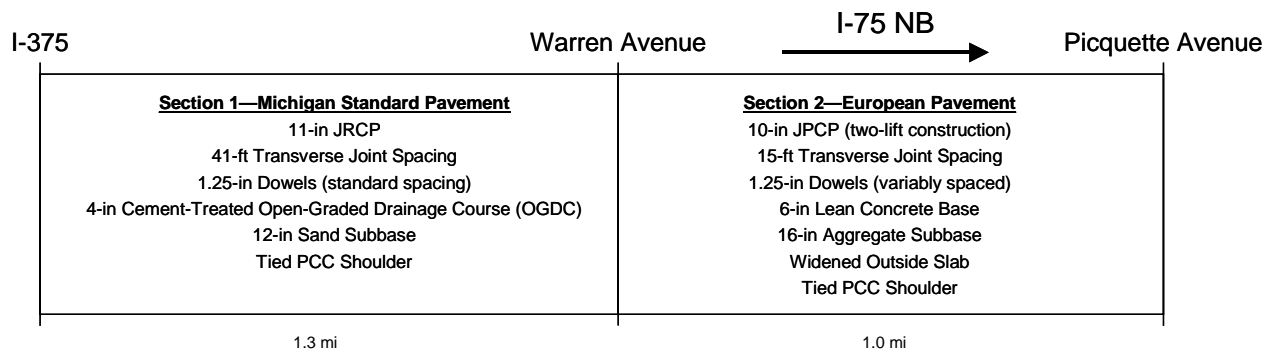 I-75 NB
I-375
Warren Avenue
Picquette Avenue
Section 1—Michigan Standard Pavement
11-in JRCP
41-ft Transverse Joint Spacing
1.25-in Dowels (standard spacing)
4-in Cement-Treated Open-Graded Drainage Course (OGDC)
12-in Sand Subbase
Tied PCC Shoulder
1.3 mi
Section 2—European Pavement
10-in JPCP (two-lift construction)
15-ft Transverse Joint Spacing
1.25-in Dowels (variably spaced)
6-in Lean Concrete Base
16-in Aggregate Subbase
Widened Outside Slab
Tied PCC Shoulder
1.0 mi